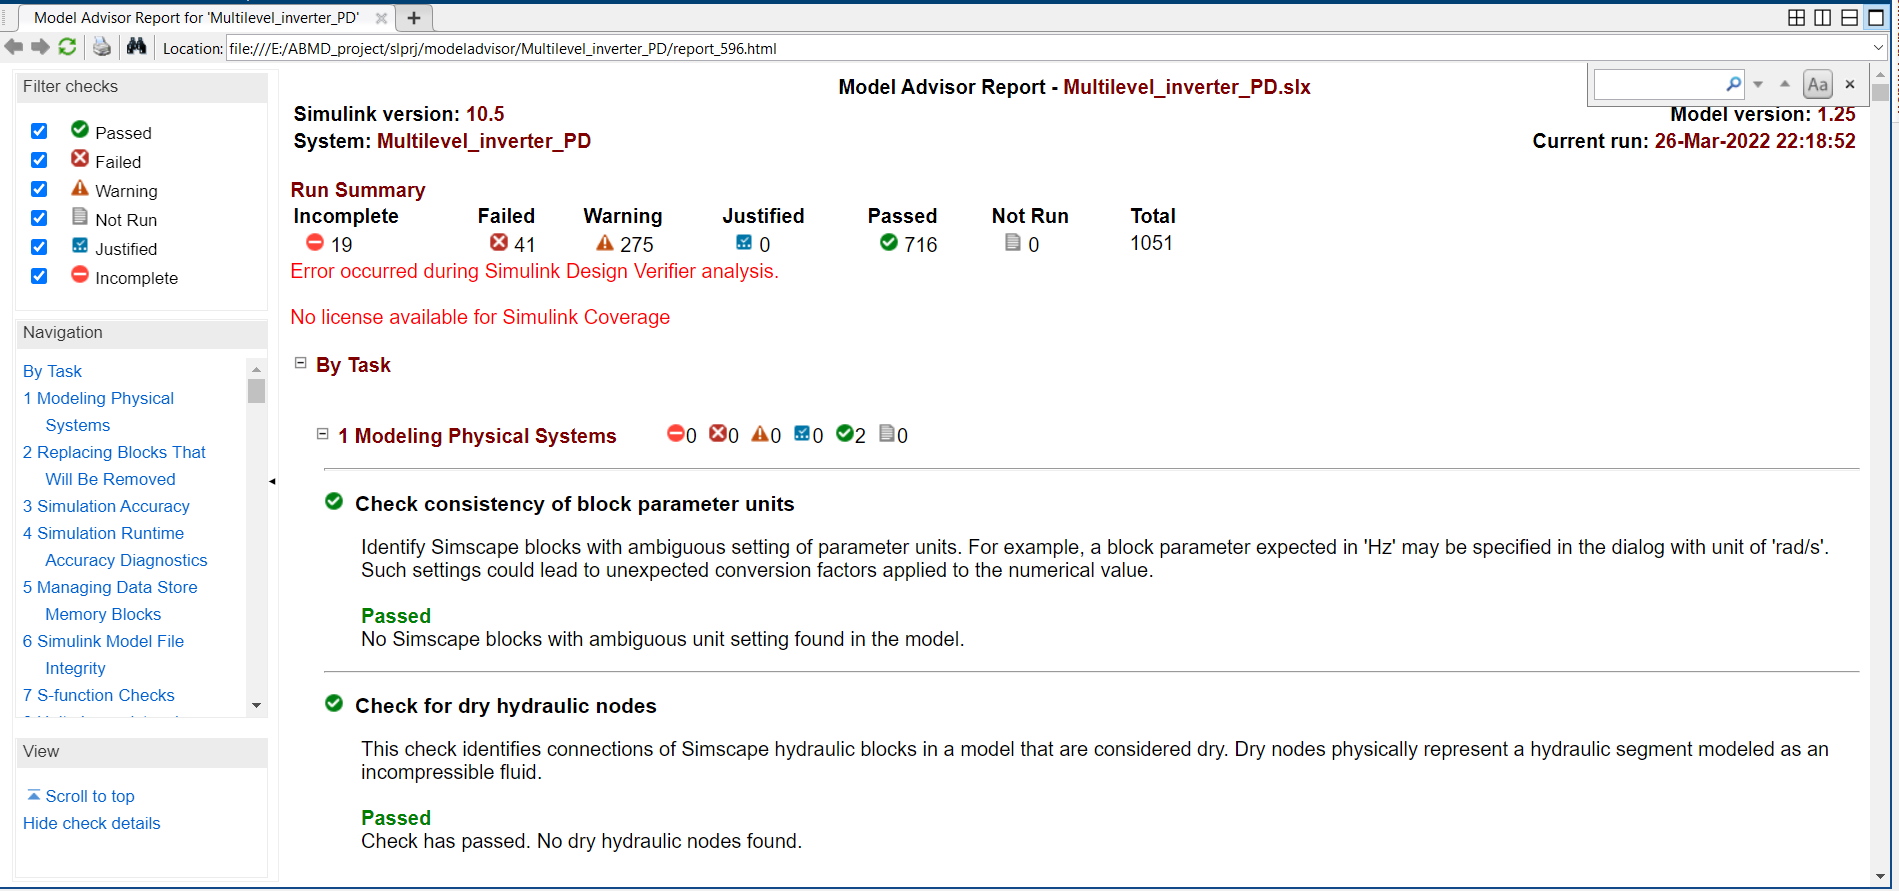 Model Advisor Report for 'Multilevel_inverter_PD'
Location: file:///E:/ABMD_project/slprj/modeladvisor/Multilevel_inverter_PD/report_596.html
Filter checks
Passed
Failed
Warning
Not Run
Justified
Incomplete
Navigation
By Task
1 Modeling Physical
Systems
2 Replacing Blocks That
Will Be Removed
3 Simulation Accuracy
4 Simulation Runtime
Accuracy Diagnostics
5 Managing Data Store
Memory Blocks
6 Simulink Model File
Integrity
7 S-function Checks
View
Scroll to top
Hide check details
Aa
Model Advisor Report - Multilevel_inverter_PD.slx
Simulink version: 10.5 Model version: 1.25
System: Multilevel_inverter_PD Current run: 26-Mar-2022 22:18:52
Run Summary
Incomplete Failed Warning Justified Passed Not Run Total
19 41 275 0 716 0 1051
Error occurred during Simulink Design Verifier analysis.
No license available for Simulink Coverage
By Task
1 Modeling Physical Systems 0 0 0 0 2 0
Check consistency of block parameter units
Identify Simscape blocks with ambiguous setting of parameter units. For example, a block parameter expected in 'Hz' may be specified in the dialog with unit of 'rad/s'.
Such settings could lead to unexpected conversion factors applied to the numerical value.
Passed
No Simscape blocks with ambiguous unit setting found in the model.
Check for dry hydraulic nodes
This check identifies connections of Simscape hydraulic blocks in a model that are considered dry. Dry nodes physically represent a hydraulic segment modeled as an
incompressible fluid.
Passed
Check has passed. No dry hydraulic nodes found.